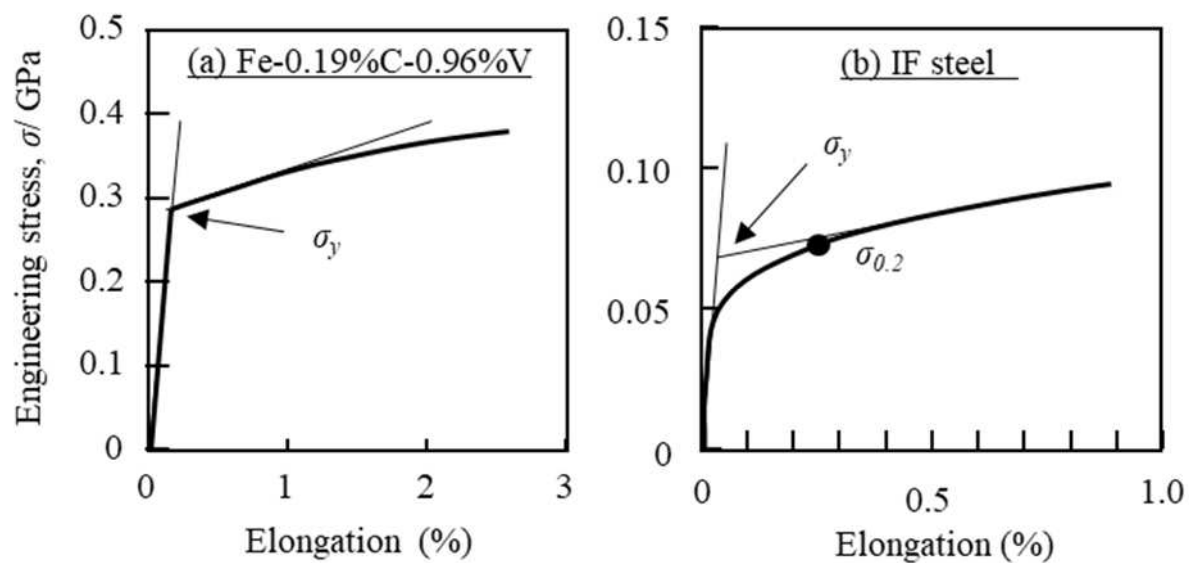 Engineering stress, σ/ GPa
0.5
0.4
0.3
0.2
0.1
0
(a) Fe-0.19%C-0.96%V
σy
0 1 2 3
Elongation (%)
0.15
0.10
0.05
0
(b) IF steel
σy
σ0.2
0 0.5 1.0
Elongation (%)